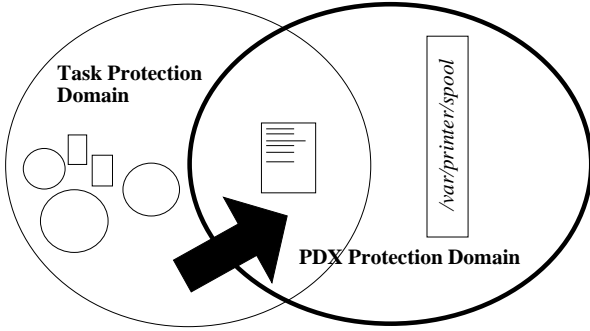 Task Protection
Domain
/var/printer/spool
PDX Protection Domain